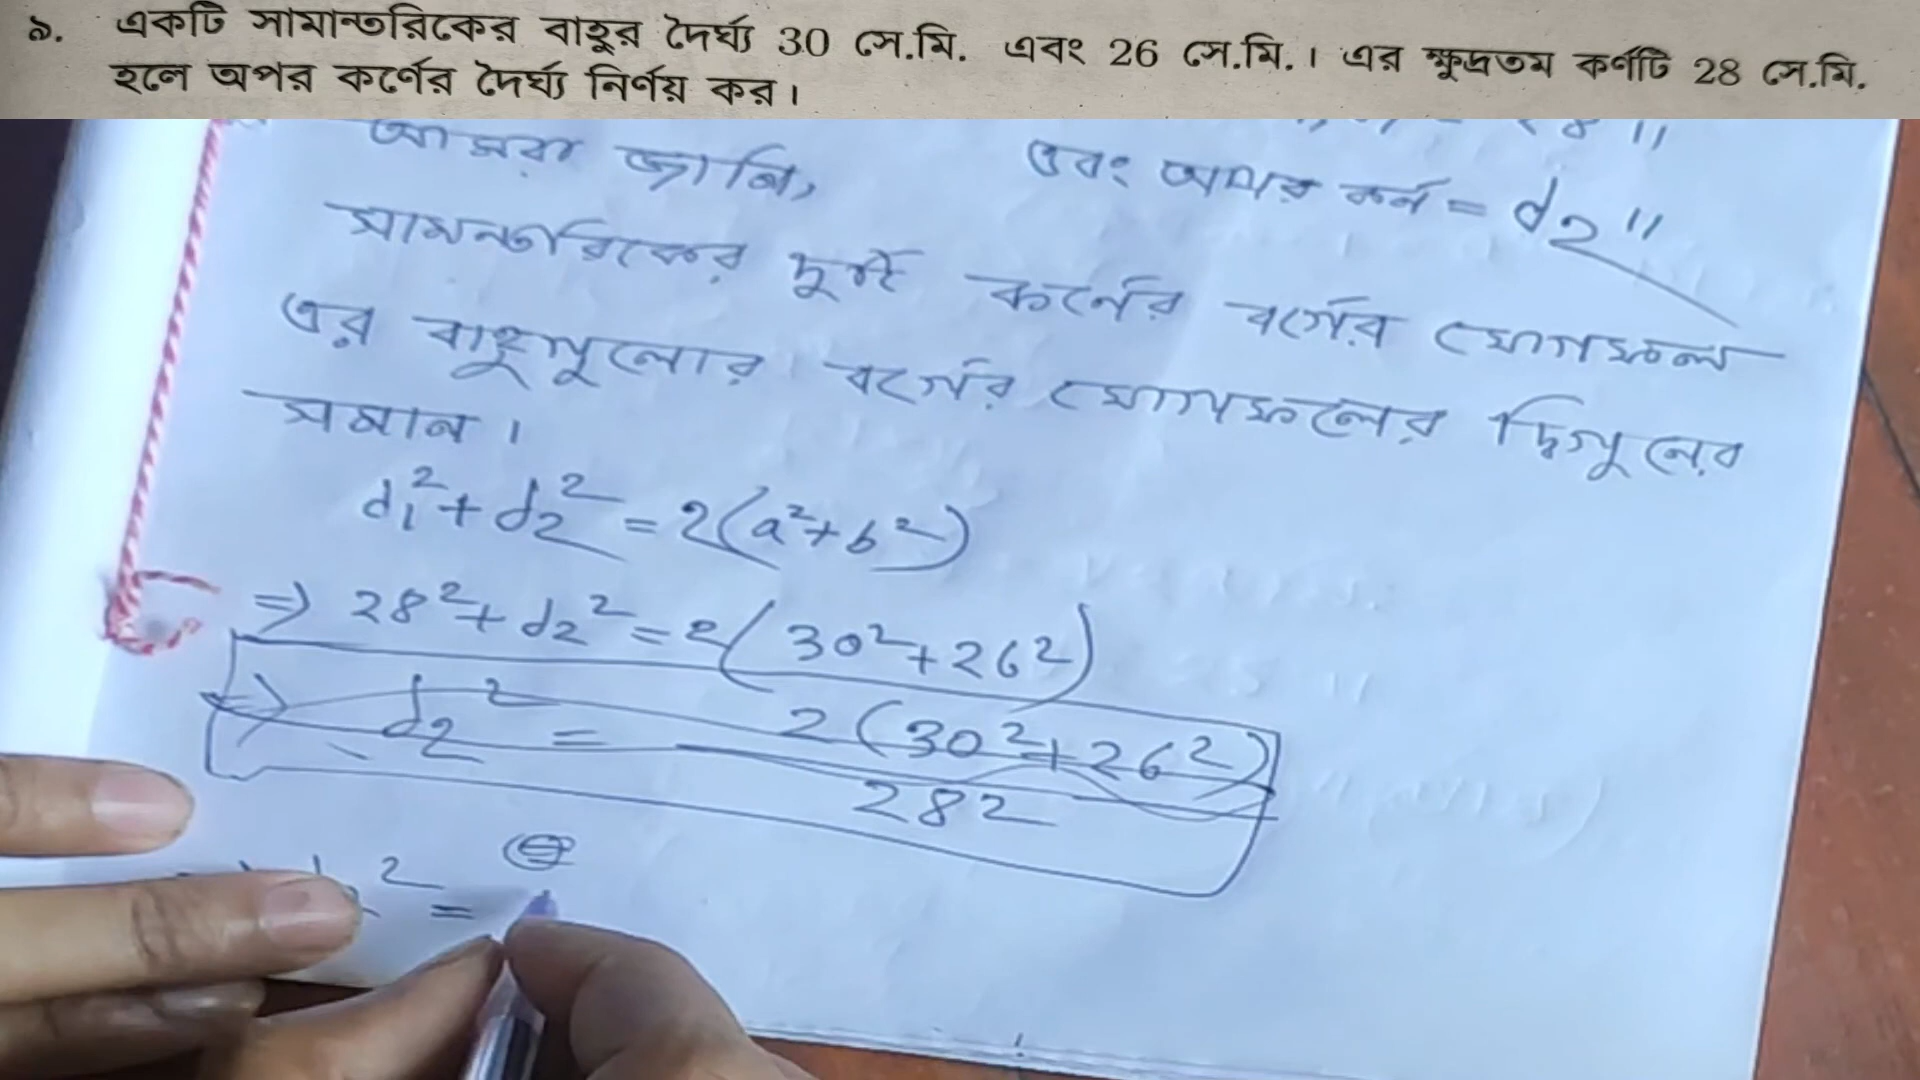 ৯. একটি সামান্তরিকের বাহুর দৈর্ঘ্য 30 সে.মি. এবং 26 সে.মি.। এর ক্ষুদ্রতম কর্ণটি 28 সে.মি.
হলে অপর কর্ণের দৈর্ঘ্য নির্ণয় কর।
আমরা জানি,
এবং অপর কর্ন = d₂ "
সামন্তরিকের দুই কর্ণের বর্গের যোগফল
এর বাহুগুলোর বর্গের যোগফলের দ্বিগুনের
সমান।
d₁² + d₂² = 2(a² + b²)
⇒ 28² + d₂² = 2(30² + 26²)
⇒ d₂² = 2(30² + 26²)
28²
² =